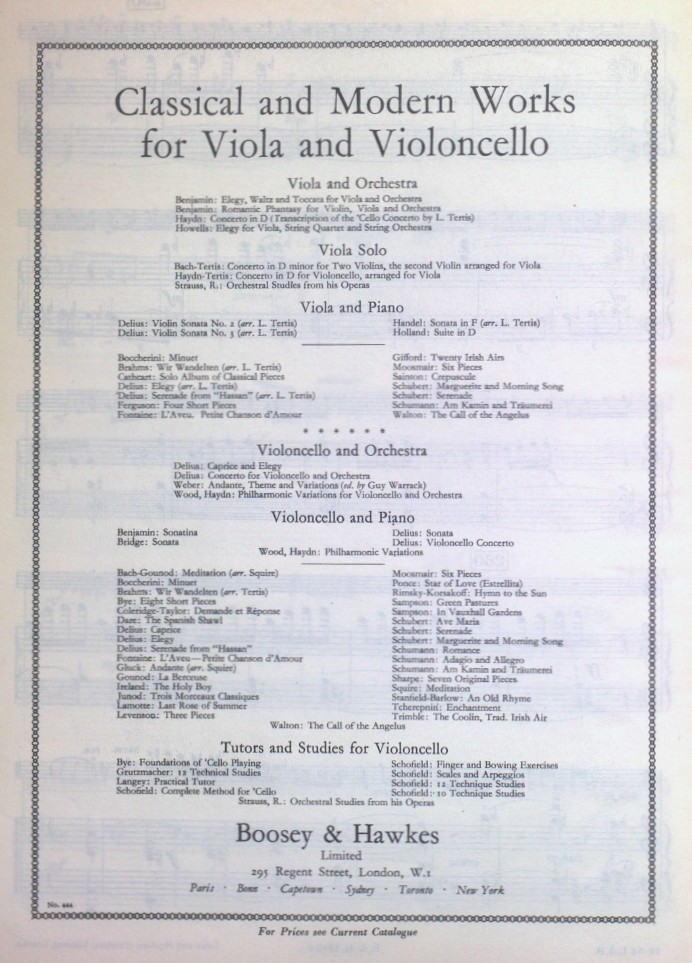 Classical and Modern Works
for Viola and Violoncello
Viola and Orchestra
Benjamin: Elegy, Waltz and Toccata for Viola and Orchestra
Benjamin: Romantic Phantasy for Violin, Viola and Orchestra
Haydn: Concerto in D (Transcription of the 'Cello Concerto by L. Tertis)
Howells: Elegy for Viola, String Quartet and String Orchestra
Viola Solo
Bach-Tertis: Concerto in D minor for Two Violins, the second Violin arranged for Viola
Haydn-Tertis: Concerto in D for Violoncello, arranged for Viola
Strauss, R.: Orchestral Studies from his Operas
Viola and Piano
Delius: Violin Sonata No. 2 (arr. L. Tertis)
Delius: Violin Sonata No. 3 (arr. L. Tertis)
Handel: Sonata in F (arr. L. Tertis)
Holland: Suite in D
Boccherini: Minuet
Brahms: Wir Wandelten (arr. L. Tertis)
Cathcart: Solo Album of Classical Pieces
Delius: Elegy (arr. L. Tertis)
Delius: Serenade from "Hassan" (arr. L. Tertis)
Ferguson: Four Short Pieces
Fontaine: L'Aveu. Petite Chanson d'Amour
Gifford: Twenty Irish Airs
Moosmair: Six Pieces
Sainson: Crepuscule
Schubert: Marguerite and Morning Song
Schubert: Serenade
Schumann: Am Kamin and Träumerei
Walton: The Call of the Angelus
* * * * * *
Violoncello and Orchestra
Delius: Caprice and Elegy
Delius: Concerto for Violoncello and Orchestra
Weber: Andante, Theme and Variations (ed. by Guy Warrack)
Wood, Haydn: Philharmonic Variations for Violoncello and Orchestra
Violoncello and Piano
Benjamin: Sonatina
Bridge: Sonata
Delius: Sonata
Delius: Violoncello Concerto
Wood, Haydn: Philharmonic Variations
Bach-Gounod: Meditation (arr. Squire)
Boccherini: Minuet
Brahms: Wir Wandelten (arr. Tertis)
Bye: Eight Short Pieces
Coleridge-Taylor: Demande et Réponse
Dare: The Spanish Shawl
Delius: Caprice
Delius: Elegy
Delius: Serenade from "Hassan"
Fontaine: L'Aveu—Petite Chanson d'Amour
Gluck: Andante (arr. Squire)
Gounod: La Berceuse
Ireland: The Holy Boy
Junod: Trois Morceaux Classiques
Lamotte: Last Rose of Summer
Levenson: Three Pieces
Moosmair: Six Pieces
Ponce: Star of Love (Estrellita)
Rimsky-Korsakoff: Hymn to the Sun
Sampson: Green Pastures
Sampson: In Vauxhall Gardens
Schubert: Ave Maria
Schubert: Serenade
Schubert: Marguerite and Morning Song
Schumann: Romance
Schumann: Adagio and Allegro
Schumann: Am Kamin and Träumerei
Sharpe: Seven Original Pieces
Squire: Meditation
Stanfield-Barlow: An Old Rhyme
Tcherepnin: Enchantment
Trimble: The Coolin, Trad. Irish Air
Walton: The Call of the Angelus
Tutors and Studies for Violoncello
Bye: Foundations of 'Cello Playing
Grutzmacher: 12 Technical Studies
Langey: Practical Tutor
Schofield: Complete Method for 'Cello
Schofield: Finger and Bowing Exercises
Schofield: Scales and Arpeggios
Schofield: 12 Technique Studies
Schofield: 10 Technique Studies
Strauss, R.: Orchestral Studies from his Operas
Boosey & Hawkes
Limited
295 Regent Street, London, W.1
Paris · Bonn · Capetown · Sydney · Toronto · New York
No.
For Prices see Current Catalogue